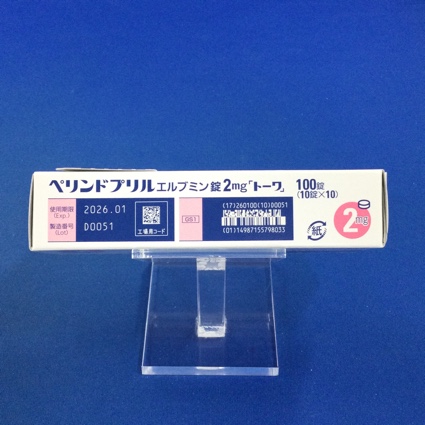 ペリンドプリルエルブミン錠2mg「トーワ」 100錠
(10錠×10)
使用期限
(Exp.)
2026.01
製造番号
(Lot)
D0051
工場用コード
GS1
(17)260100(10)D0051
(01)14987155798033
紙
2mg